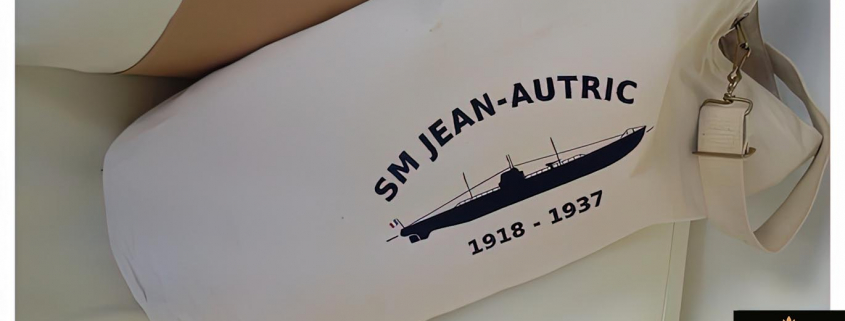 SM JEAN-AUTRIC
1918 - 1937